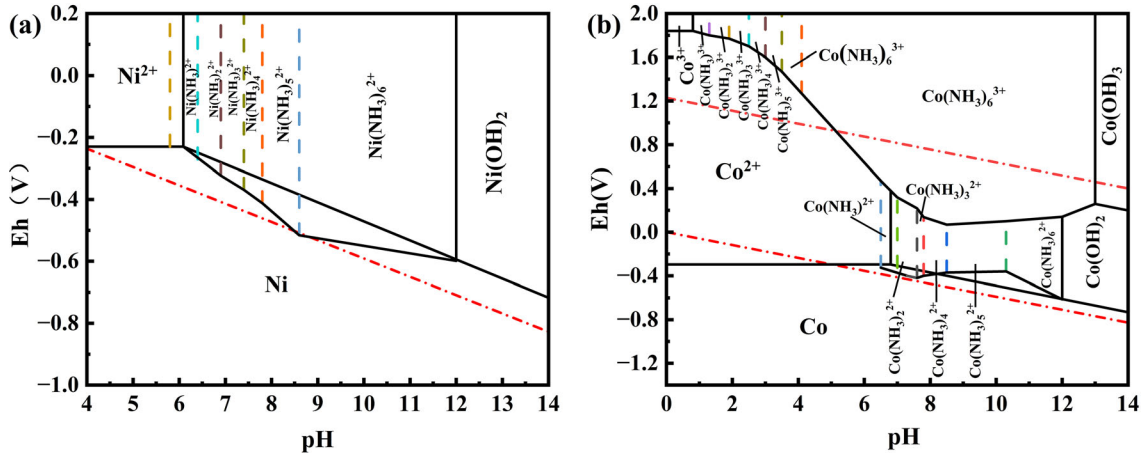 (a)
0.2
0.0
−0.2
−0.4
−0.6
−0.8
−1.0
Eh (V)
4
5
6
7
8
9
10
11
12
13
14
pH
Ni²⁺
Ni(NH₃)²⁺
Ni(NH₃)₂²⁺
Ni(NH₃)₃²⁺
Ni(NH₃)₄²⁺
Ni(NH₃)₅²⁺
Ni(NH₃)₆²⁺
Ni(OH)₂
Ni
(b)
2.0
1.6
1.2
0.8
0.4
0.0
−0.4
−0.8
−1.2
Eh(V)
0
2
4
6
8
10
12
14
pH
Co³⁺
Co(NH₃)³⁺
Co(NH₃)₂³⁺
Co(NH₃)₃³⁺
Co(NH₃)₄³⁺
Co(NH₃)₅³⁺
Co(NH₃)₆³⁺
Co(NH₃)₆³⁺
Co(OH)₃
Co²⁺
Co(NH₃)²⁺
Co(NH₃)₃²⁺
Co(NH₃)₆²⁺
Co(OH)₂
Co
Co(NH₃)₂²⁺
Co(NH₃)₄²⁺
Co(NH₃)₅²⁺